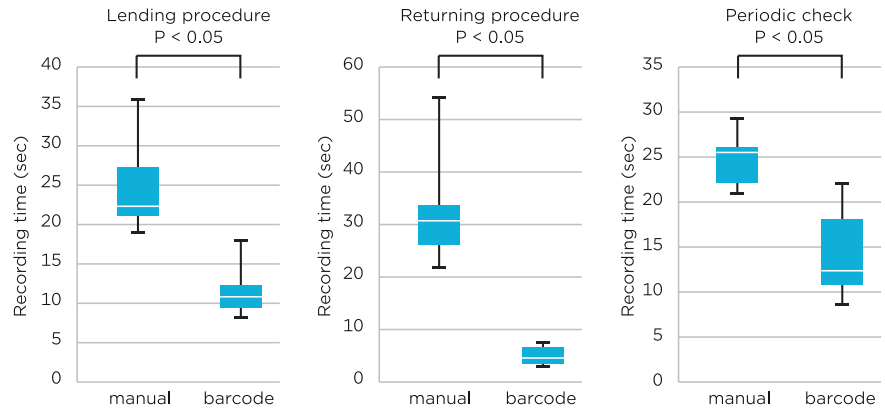 Lending procedure
P < 0.05
Recording time (sec)
40
35
30
25
20
15
10
5
0
manual
barcode
Returning procedure
P < 0.05
Recording time (sec)
60
50
40
30
20
10
0
manual
barcode
Periodic check
P < 0.05
Recording time (sec)
35
30
25
20
15
10
5
0
manual
barcode